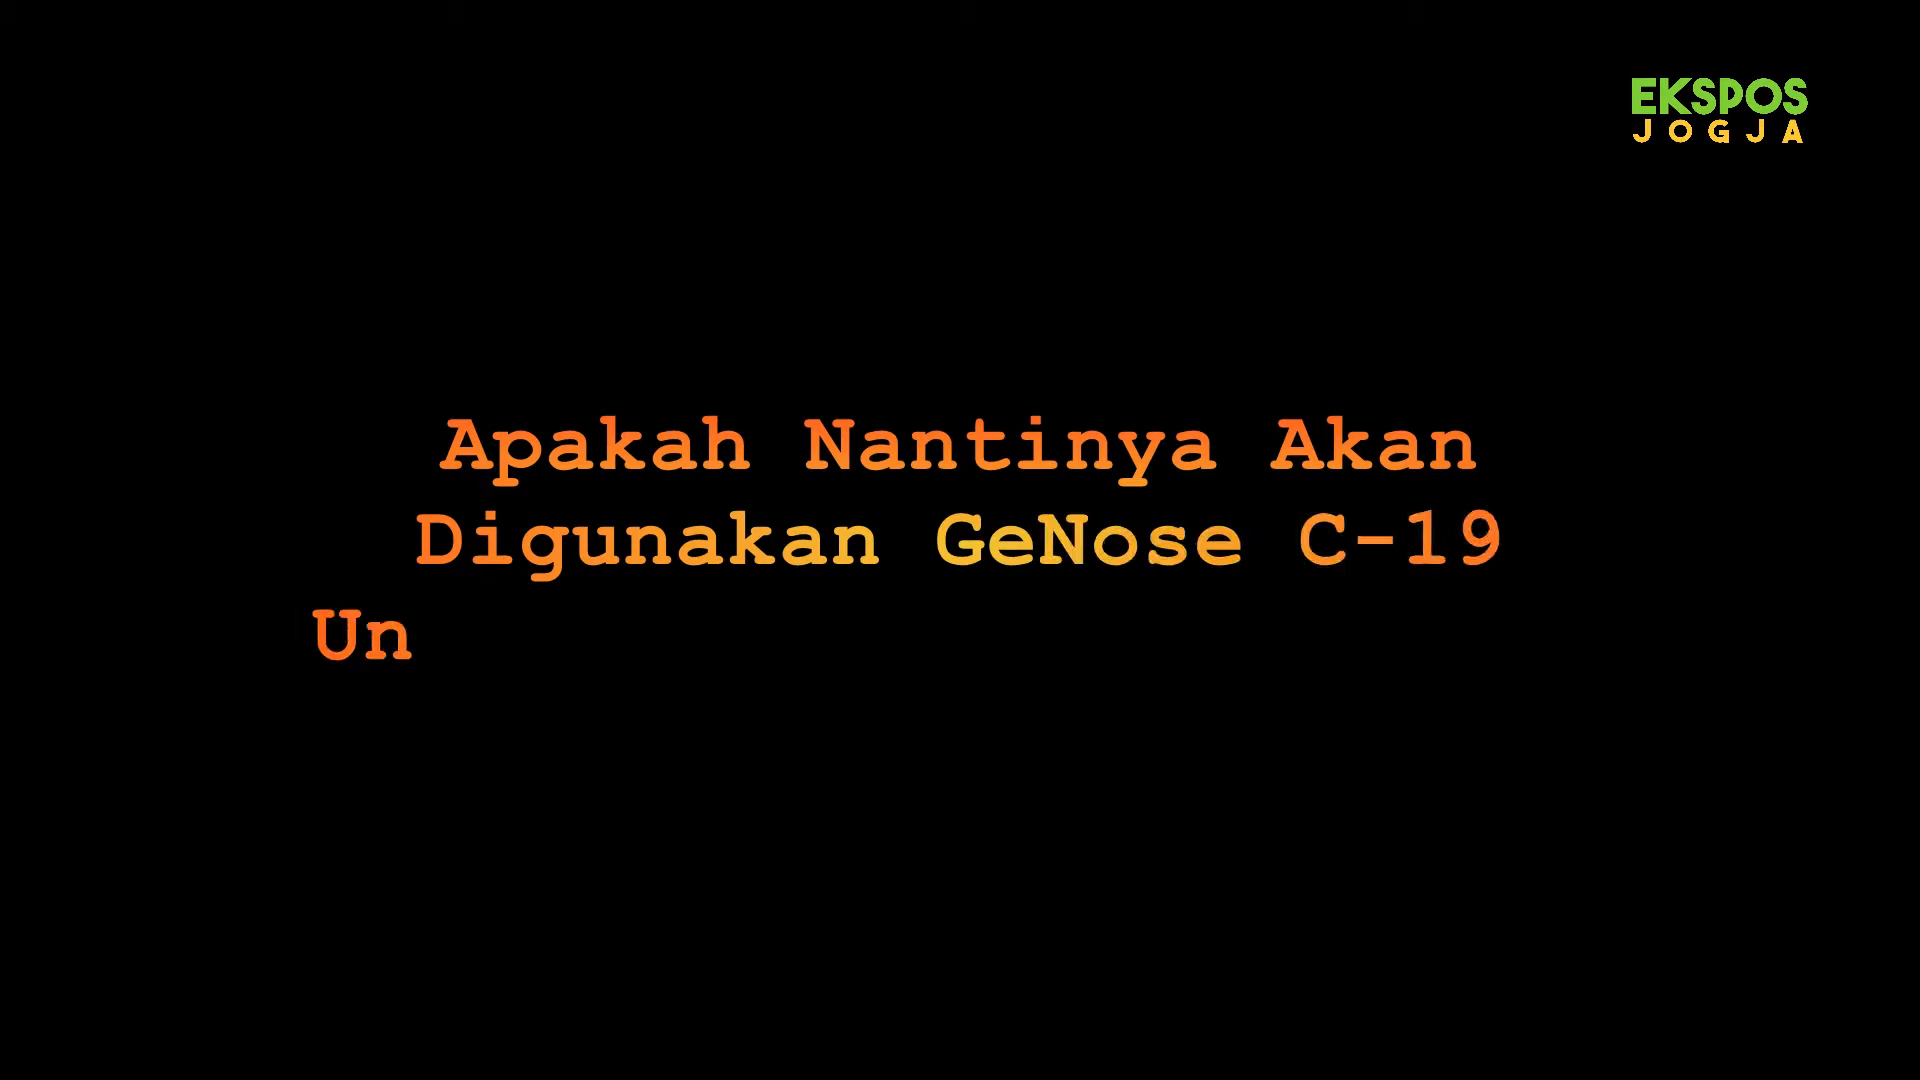 EKSPOS
JOGJA
Apakah Nantinya Akan
Digunakan GeNose C-19
Un